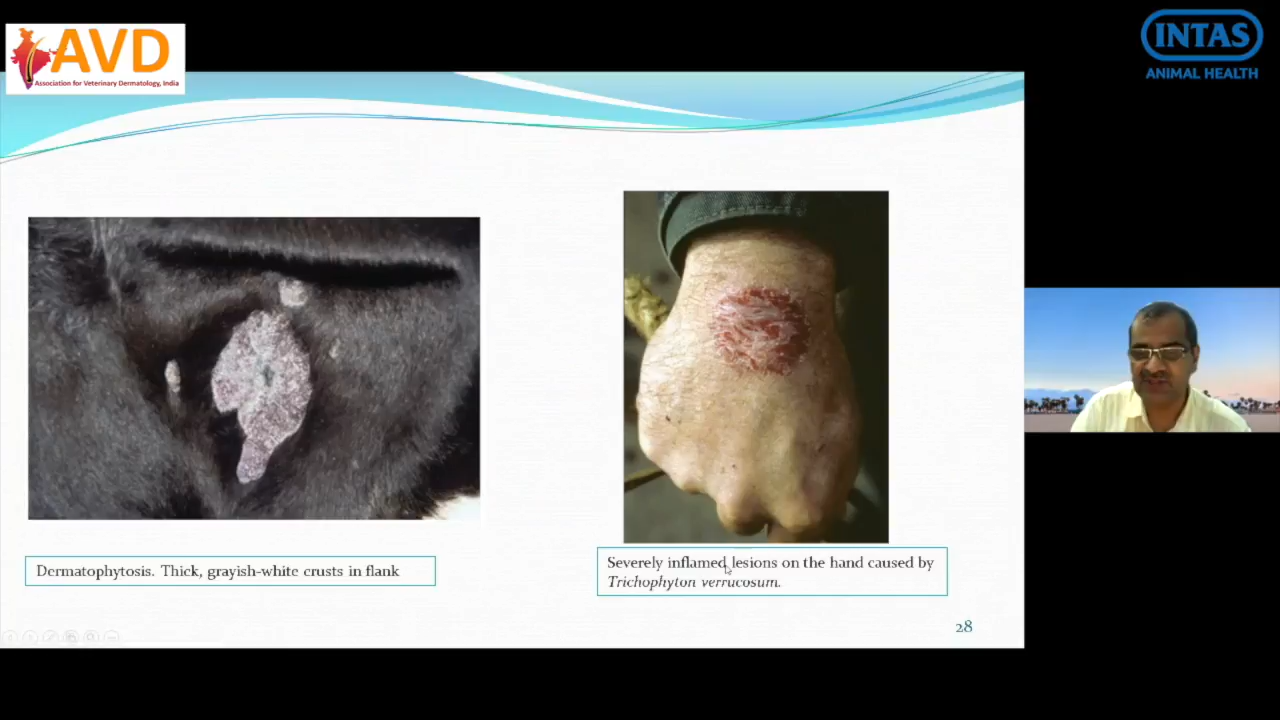 AVD
Association for Veterinary Dermatology, India
INTAS
ANIMAL HEALTH
Dermatophytosis. Thick, grayish-white crusts in flank
Severely inflamed lesions on the hand caused by
Trichophyton verrucosum.
28